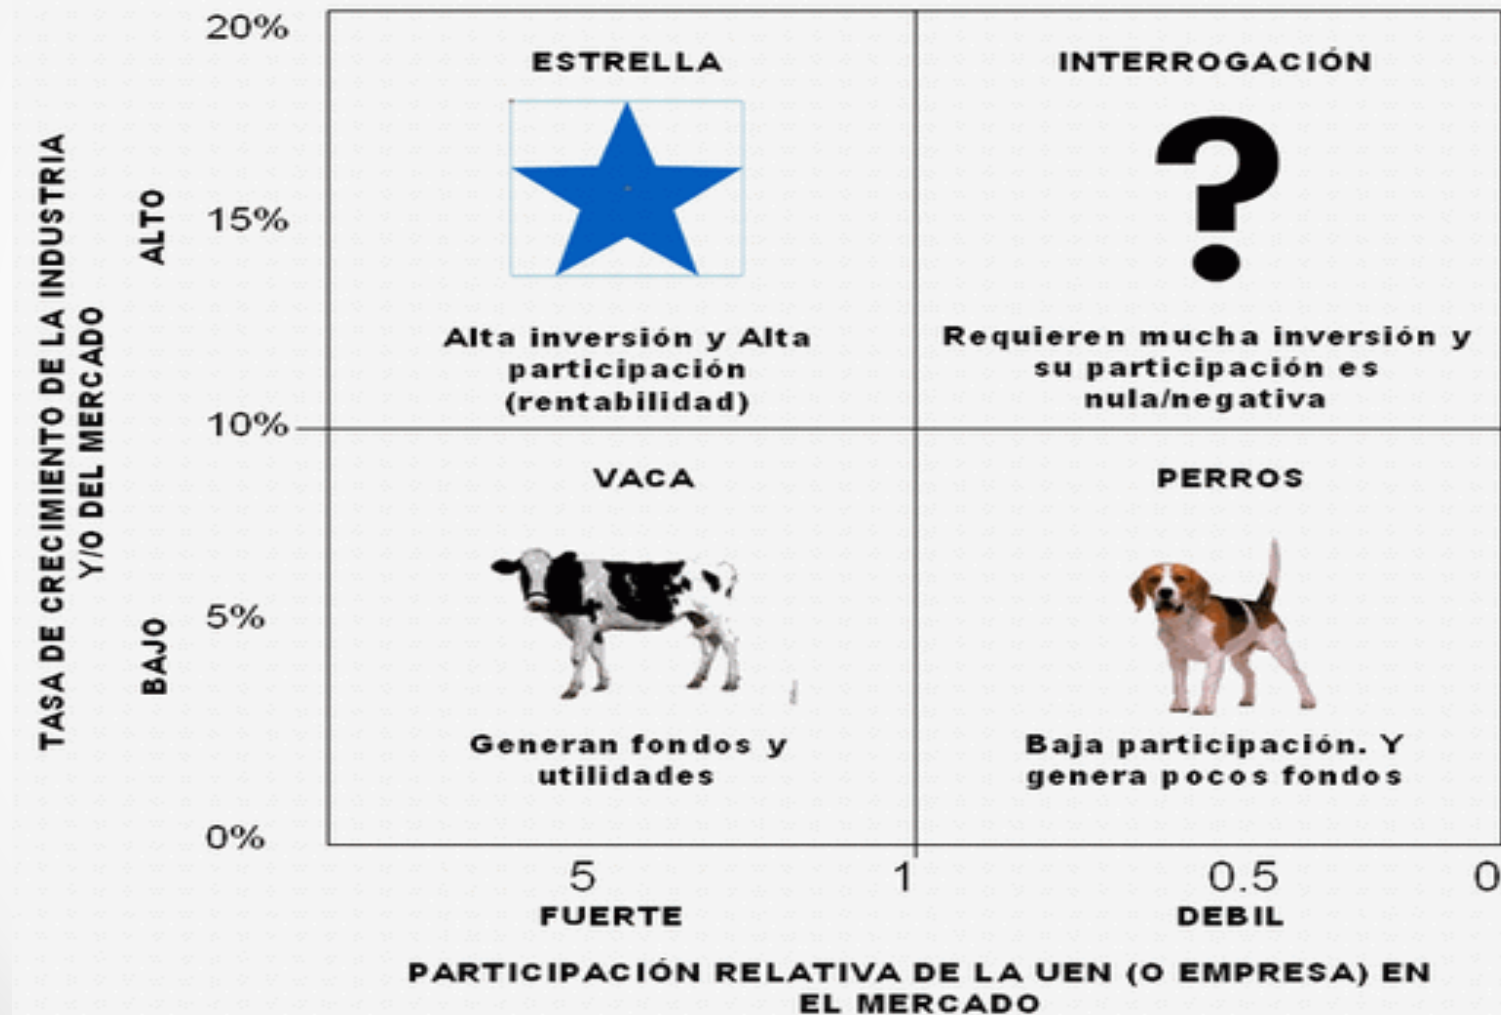 TASA DE CRECIMIENTO DE LA INDUSTRIA
Y/O DEL MERCADO
ALTO
BAJO
20%
15%
10%
5%
0%
ESTRELLA
Alta inversión y Alta
participación
(rentabilidad)
INTERROGACIÓN
?
Requieren mucha inversión y
su participación es
nula/negativa
VACA
Generan fondos y
utilidades
PERROS
Baja participación. Y
genera pocos fondos
5
1
0.5
0
FUERTE
DEBIL
PARTICIPACIÓN RELATIVA DE LA UEN (O EMPRESA) EN
EL MERCADO